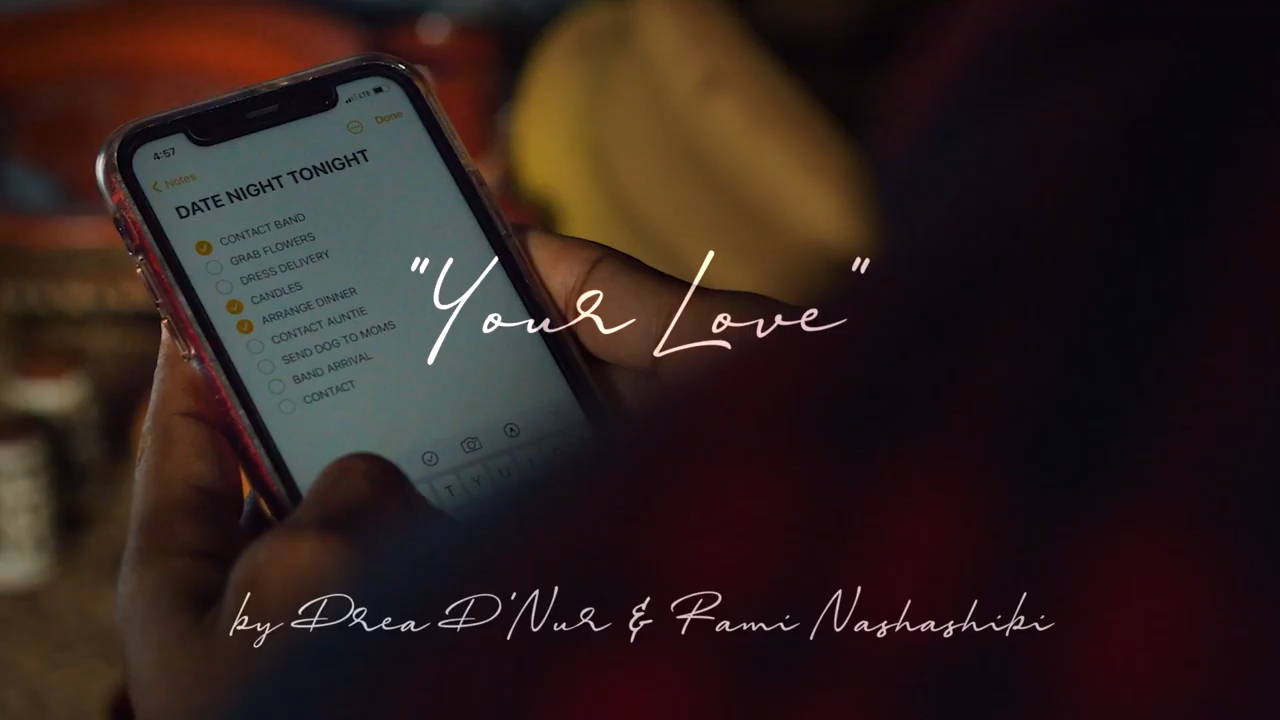 4:57
LTE
Notes
Done
DATE NIGHT TONIGHT
CONTACT BAND
GRAB FLOWERS
DRESS DELIVERY
CANDLES
ARRANGE DINNER
CONTACT AUNTIE
SEND DOG TO MOMS
BAND ARRIVAL
CONTACT
"Your Love"
T Y U
by Drea D'Nur & Rami Nashashibi